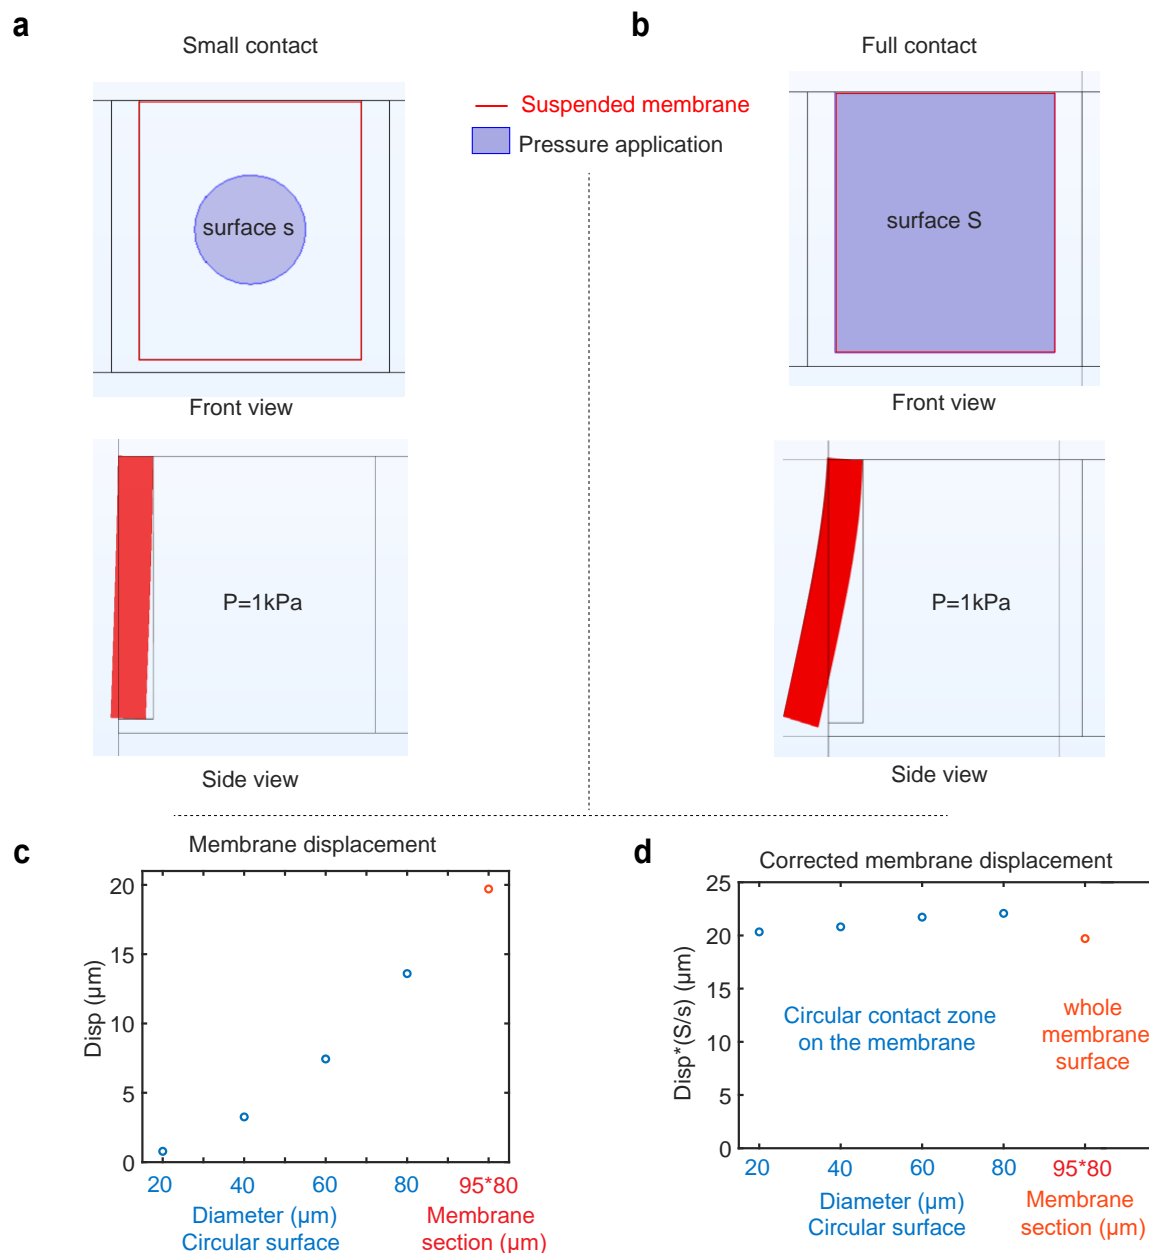 a
Small contact
b
Full contact
Suspended membrane
Pressure application
surface s
surface S
Front view
Front view
P=1kPa
P=1kPa
Side view
Side view
c
Membrane displacement
20
15
10
5
0
Disp (µm)
20
40
60
80
95*80
Diameter (µm)
Circular surface
Membrane
section (µm)
d
Corrected membrane displacement
25
20
15
10
5
0
Disp*(S/s) (µm)
Circular contact zone
on the membrane
whole
membrane
surface
20
40
60
80
95*80
Diameter (µm)
Circular surface
Membrane
section (µm)